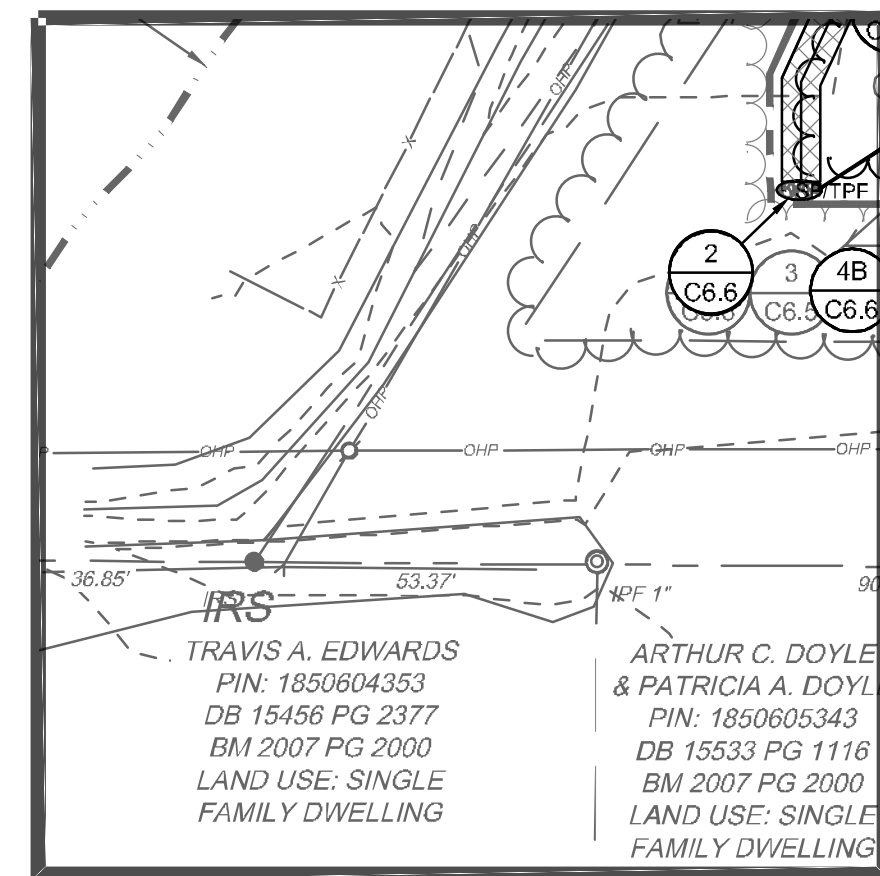 OHP
SF/TPF
2
C6.6
3
C6.5
4B
C6.6
OHP
OHP
OHP
OHP
OHP
OHP
36.85'
53.37'
90
IRS
IRS
IPF 1"
TRAVIS A. EDWARDS
PIN: 1850604353
DB 15456 PG 2377
BM 2007 PG 2000
LAND USE: SINGLE
FAMILY DWELLING
ARTHUR C. DOYLE
& PATRICIA A. DOYL
PIN: 1850605343
DB 15533 PG 1116
BM 2007 PG 2000
LAND USE: SINGLE
FAMILY DWELLING